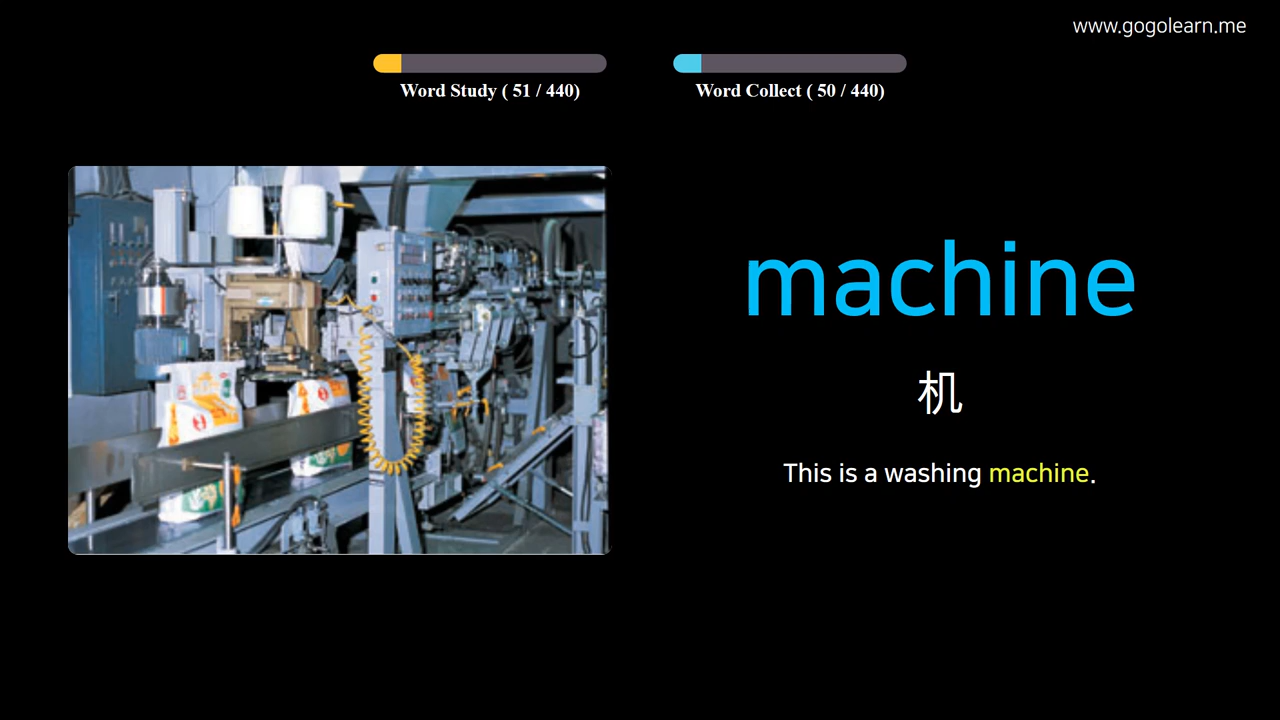 www.gogolearn.me
Word Study ( 51 / 440)
Word Collect ( 50 / 440)
machine
机
This is a washing machine.